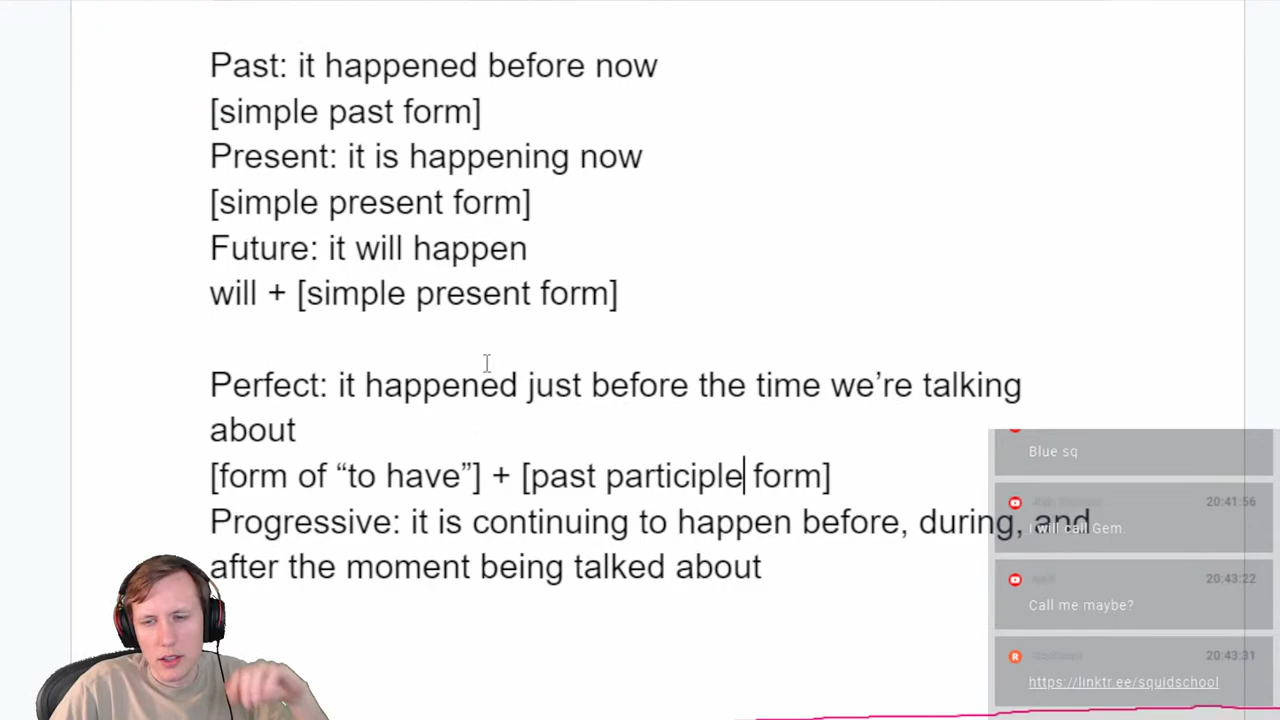 Past: it happened before now
[simple past form]
Present: it is happening now
[simple present form]
Future: it will happen
will + [simple present form]
Perfect: it happened just before the time we’re talking
about
[form of “to have”] + [past participle form]
Progressive: it is continuing to happen before, during, and
after the moment being talked about
Blue sq
20:41:56
I will call Gem.
20:43:22
Call me maybe?
20:43:31
https://linktr.ee/squidschool